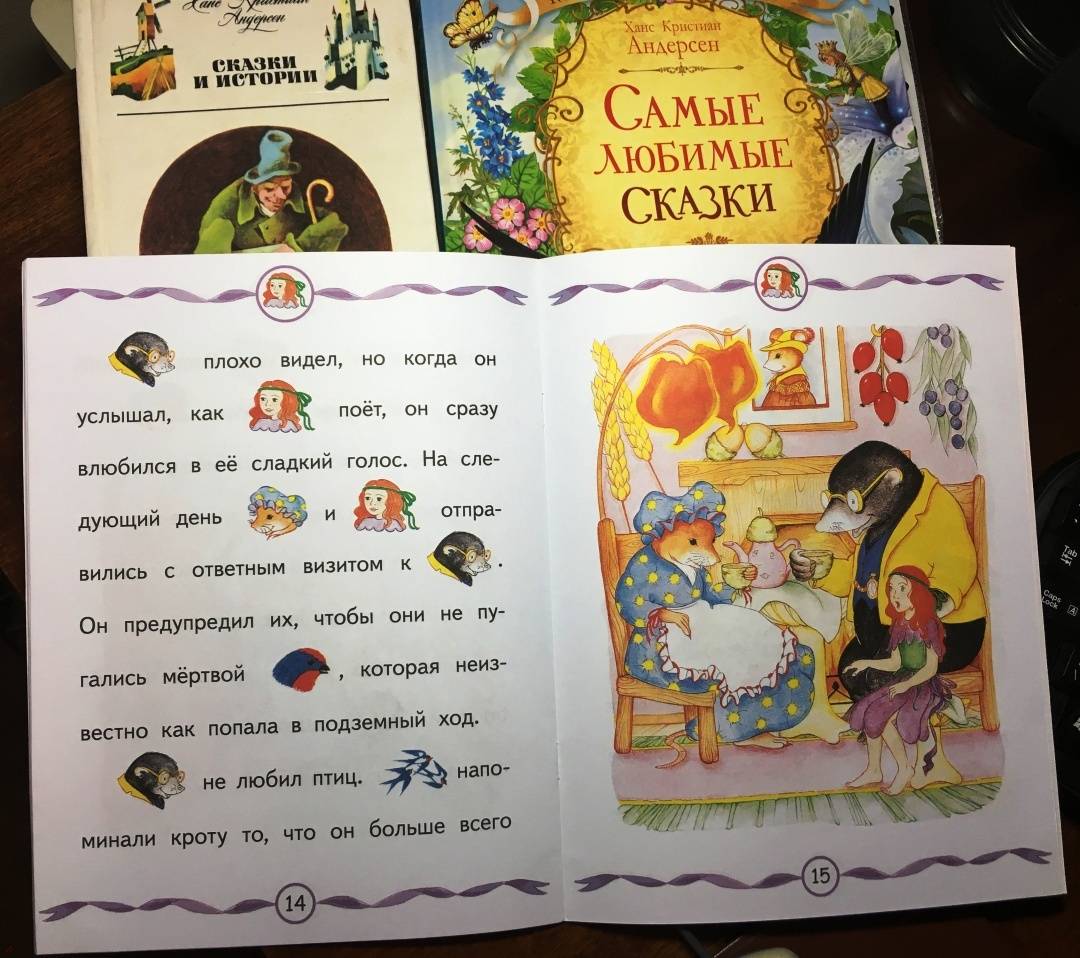 Ханс Кристиан
Андерсен
СКАЗКИ
И ИСТОРИИ
Ханс Кристиан
Андерсен
САМЫЕ
ЛЮБИМЫЕ
СКАЗКИ
плохо видел, но когда он
услышал, как поёт, он сразу
влюбился в её сладкий голос. На сле-
дующий день и отпра-
вились с ответным визитом к .
Он предупредил их, чтобы они не пу-
гались мёртвой , которая неиз-
вестно как попала в подземный ход.
не любил птиц. напо-
минали кроту то, что он больше всего
14
15
Tab
Caps
Lock
A